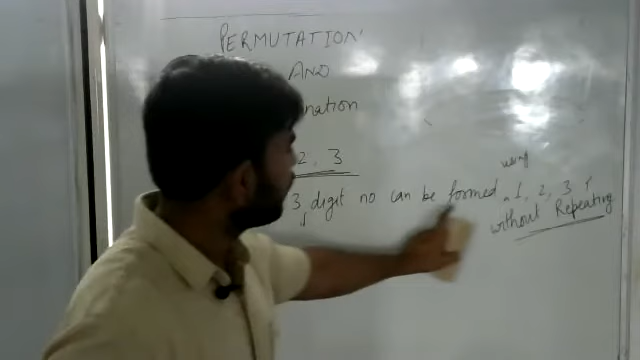 PERMUTATION
AND
nation
2, 3
using
3 digit no can be formed 1, 2, 3
without Repeating